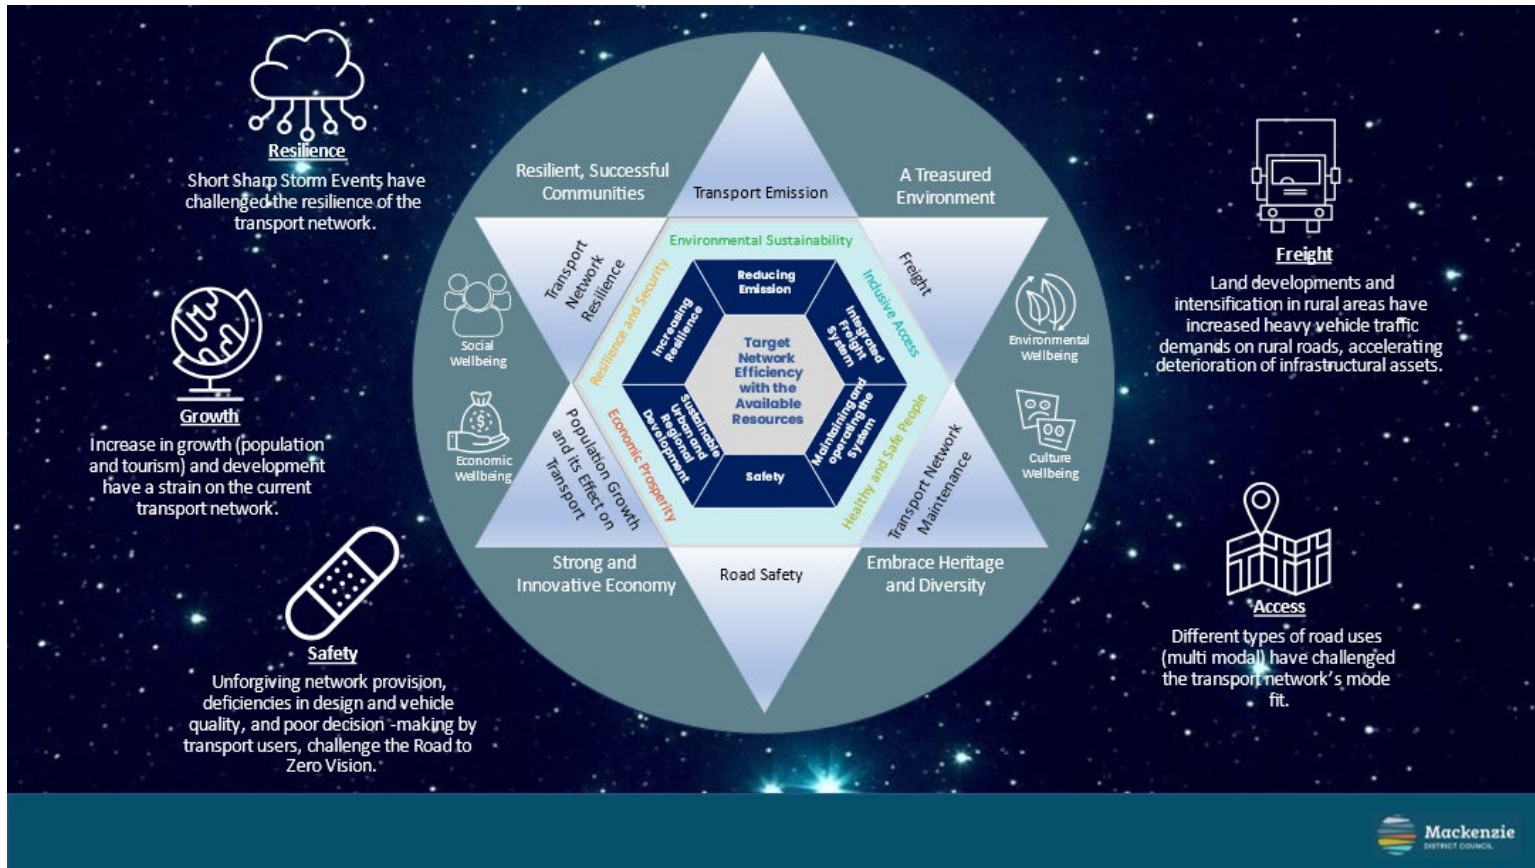 Resilience
Short Sharp Storm Events have
challenged the resilience of the
transport network.
Growth
Increase in growth (population
and tourism) and development
have a strain on the current
transport network.
Safety
Unforgiving network provision,
deficiencies in design and vehicle
quality, and poor decision -making by
transport users, challenge the Road to
Zero Vision.
Resilient, Successful
Communities
Transport Emission
A Treasured
Environment
Transport
Network
Resilience
Environmental Sustainability
Freight
Resilience and Security
Inclusive Access
Reducing
Emission
Increasing
Resilience
Integrated
Freight
System
Social
Wellbeing
Environmental
Wellbeing
Target
Network
Efficiency
with the
Available
Resources
Economic
Wellbeing
Culture
Wellbeing
Population Growth
and its Effect on
Transport
Economic Prosperity
Sustainable
Urban and
Regional
Development
Safety
Maintaining and
operating the
System
Healthy and Safe People
Transport Network
Maintenance
Strong and
Innovative Economy
Road Safety
Embrace Heritage
and Diversity
Freight
Land developments and
intensification in rural areas have
increased heavy vehicle traffic
demands on rural roads, accelerating
deterioration of infrastructural assets.
Access
Different types of road uses
(multi modal) have challenged
the transport network's mode
fit.
Mackenzie
DISTRICT COUNCIL